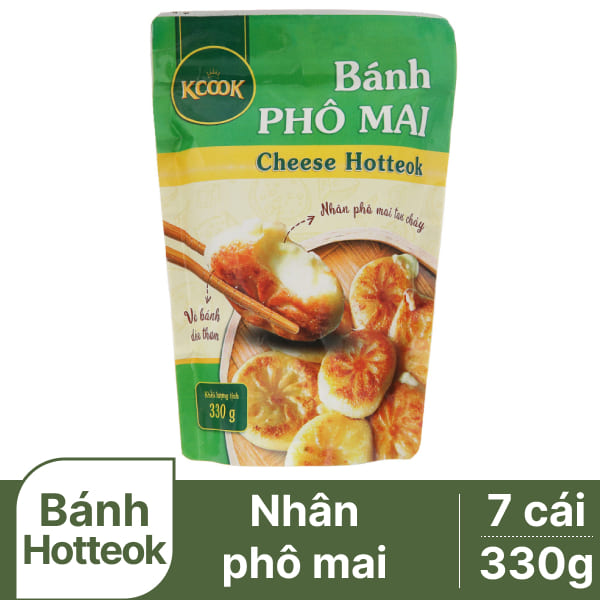 KCOOK
Bánh
PHÔ MAI
Cheese Hotteok
Nhân phô mai tan chảy
Vỏ bánh
dẻo thơm
Khối lượng tịnh
330 g
Bánh
Hotteok
Nhân
phô mai
7 cái
330g